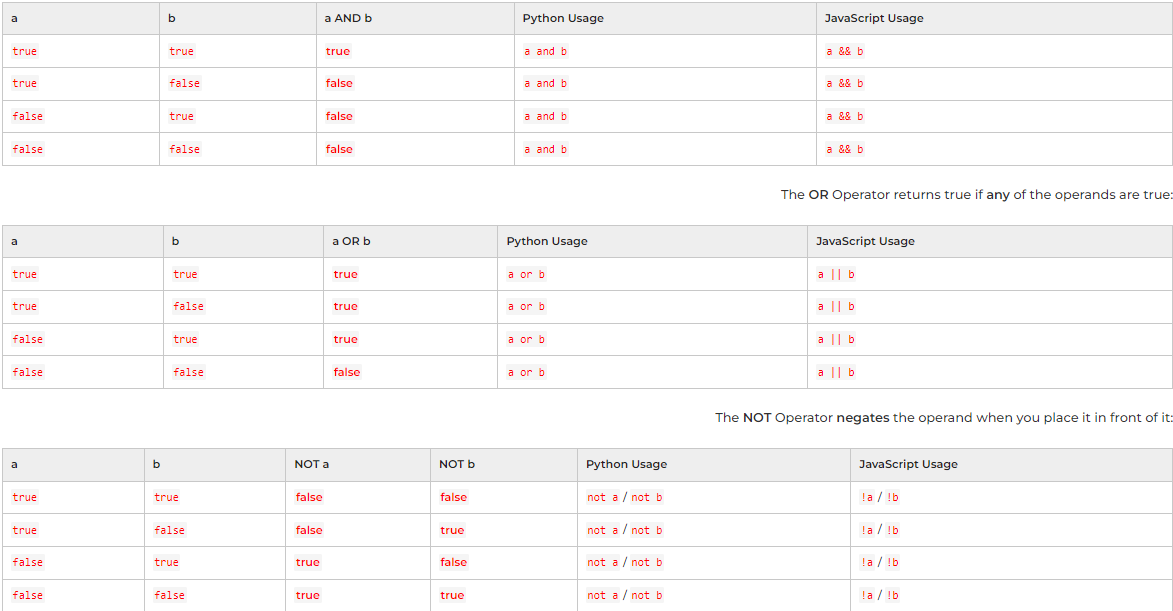 a b a AND b Python Usage JavaScript Usage
true true true a and b a && b
true false false a and b a && b
false true false a and b a && b
false false false a and b a && b
The OR Operator returns true if any of the operands are true:
a b a OR b Python Usage JavaScript Usage
true true true a or b a || b
true false true a or b a || b
false true true a or b a || b
false false false a or b a || b
The NOT Operator negates the operand when you place it in front of it:
a b NOT a NOT b Python Usage JavaScript Usage
true true false false not a / not b !a / !b
true false false true not a / not b !a / !b
false true true false not a / not b !a / !b
false false true true not a / not b !a / !b